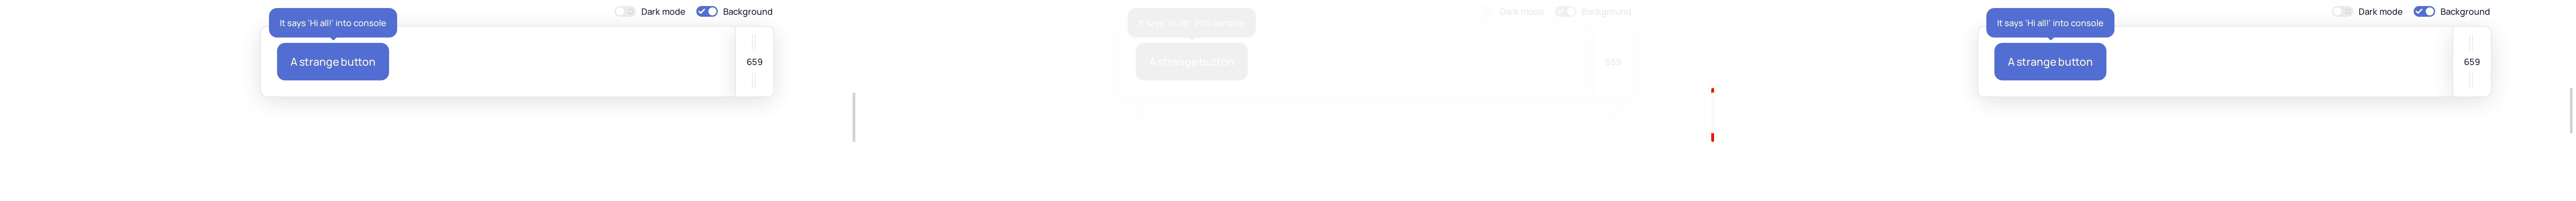 It says 'Hi all!' into console
Dark mode
Background
A strange button
659
It says 'Hi all!' into console
Dark mode
Background
A strange button
659
It says 'Hi all!' into console
Dark mode
Background
A strange button
659